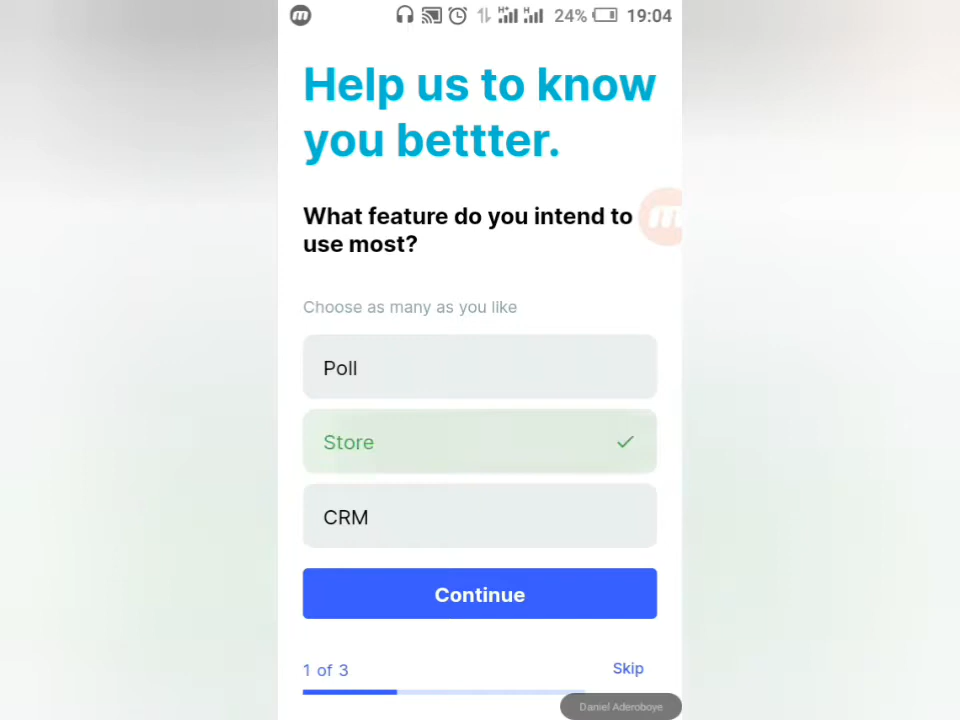 24% 19:04
Help us to know
you bettter.
What feature do you intend to
use most?
Choose as many as you like
Poll
Store
CRM
Continue
1 of 3
Skip
Daniel Aderoboye